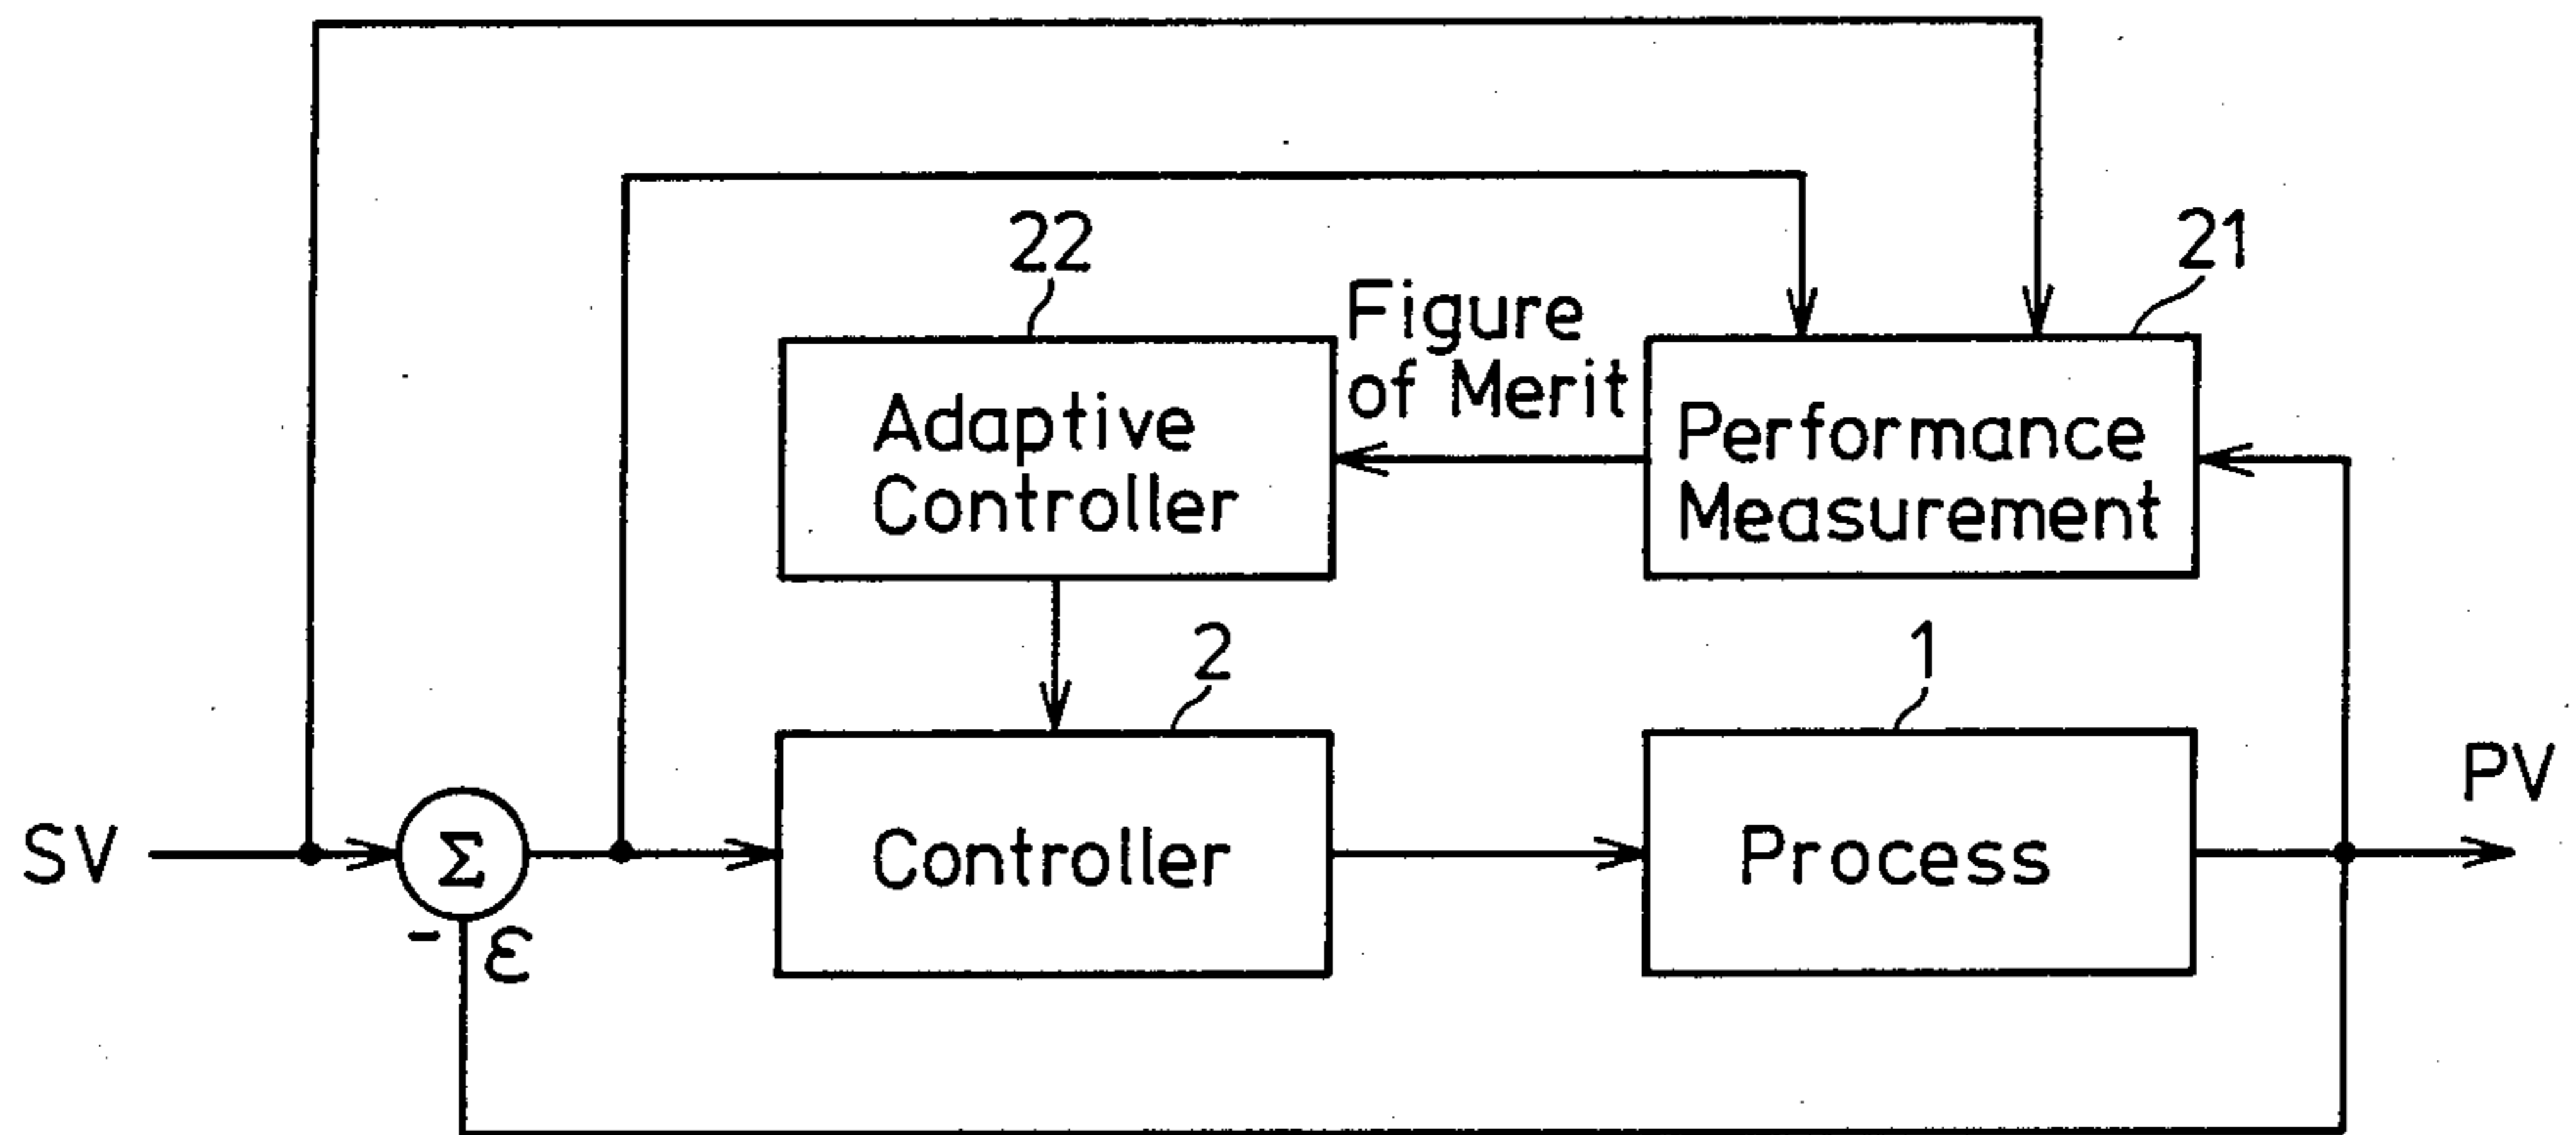 22
21
Figure
of Merit
Adaptive
Controller
Performance
Measurement
2
1
PV
SV
Σ
Controller
Process
- ε